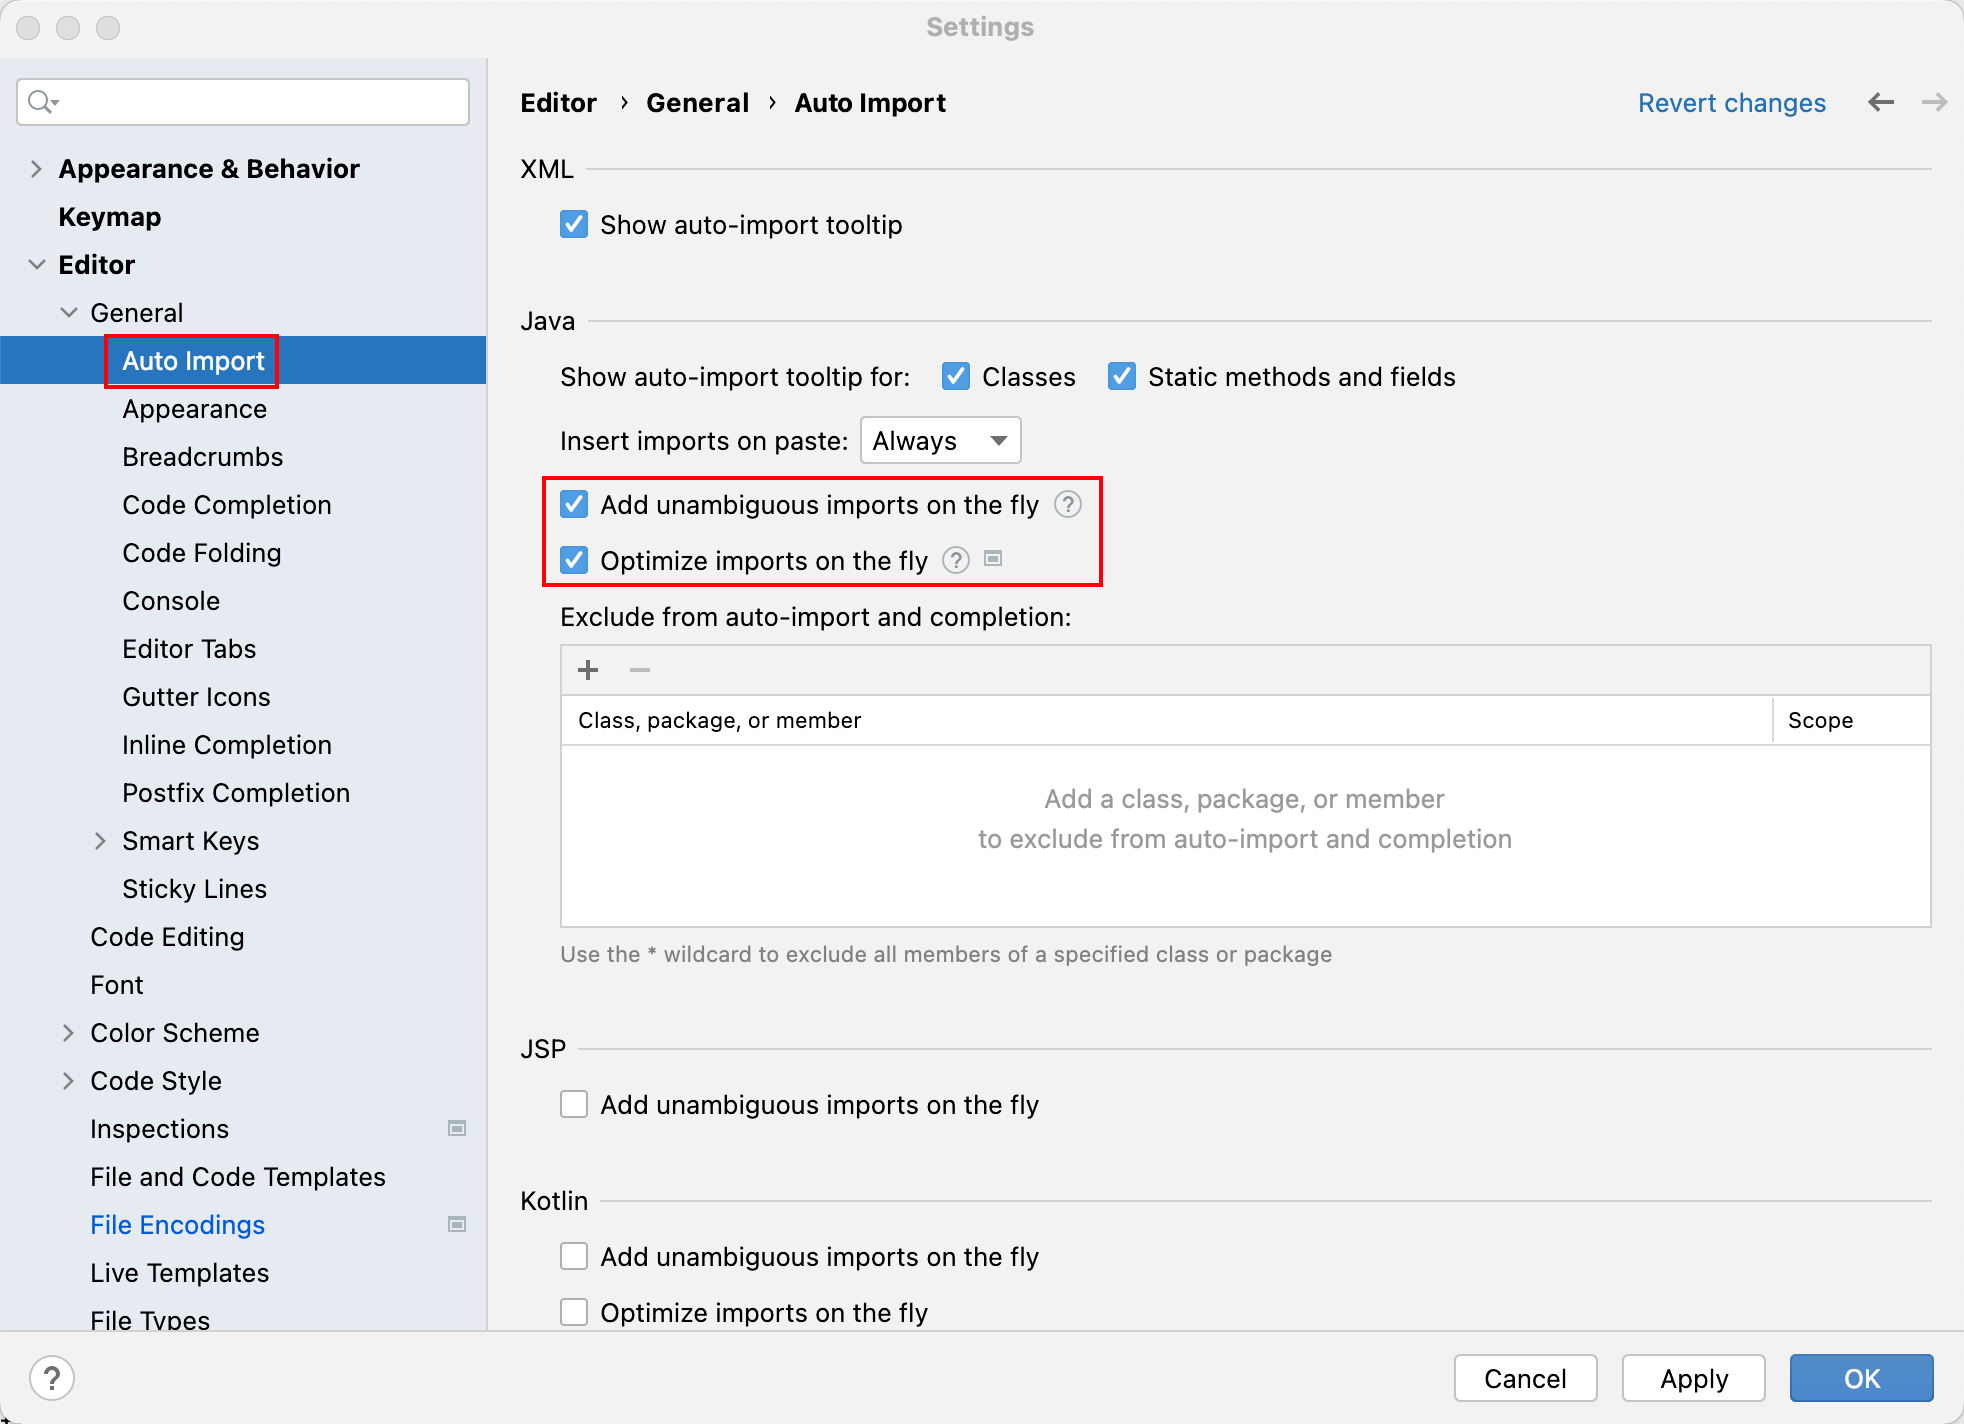 Settings
Appearance & Behavior
Keymap
Editor
General
Auto Import
Appearance
Breadcrumbs
Code Completion
Code Folding
Console
Editor Tabs
Gutter Icons
Inline Completion
Postfix Completion
Smart Keys
Sticky Lines
Code Editing
Font
Color Scheme
Code Style
Inspections
File and Code Templates
File Encodings
Live Templates
File Types
Editor › General › Auto Import
Revert changes
XML
Show auto-import tooltip
Java
Show auto-import tooltip for: Classes Static methods and fields
Insert imports on paste: Always
Add unambiguous imports on the fly ?
Optimize imports on the fly ?
Exclude from auto-import and completion:
Class, package, or member Scope
Add a class, package, or member
to exclude from auto-import and completion
Use the * wildcard to exclude all members of a specified class or package
JSP
Add unambiguous imports on the fly
Kotlin
Add unambiguous imports on the fly
Optimize imports on the fly
? Cancel Apply OK